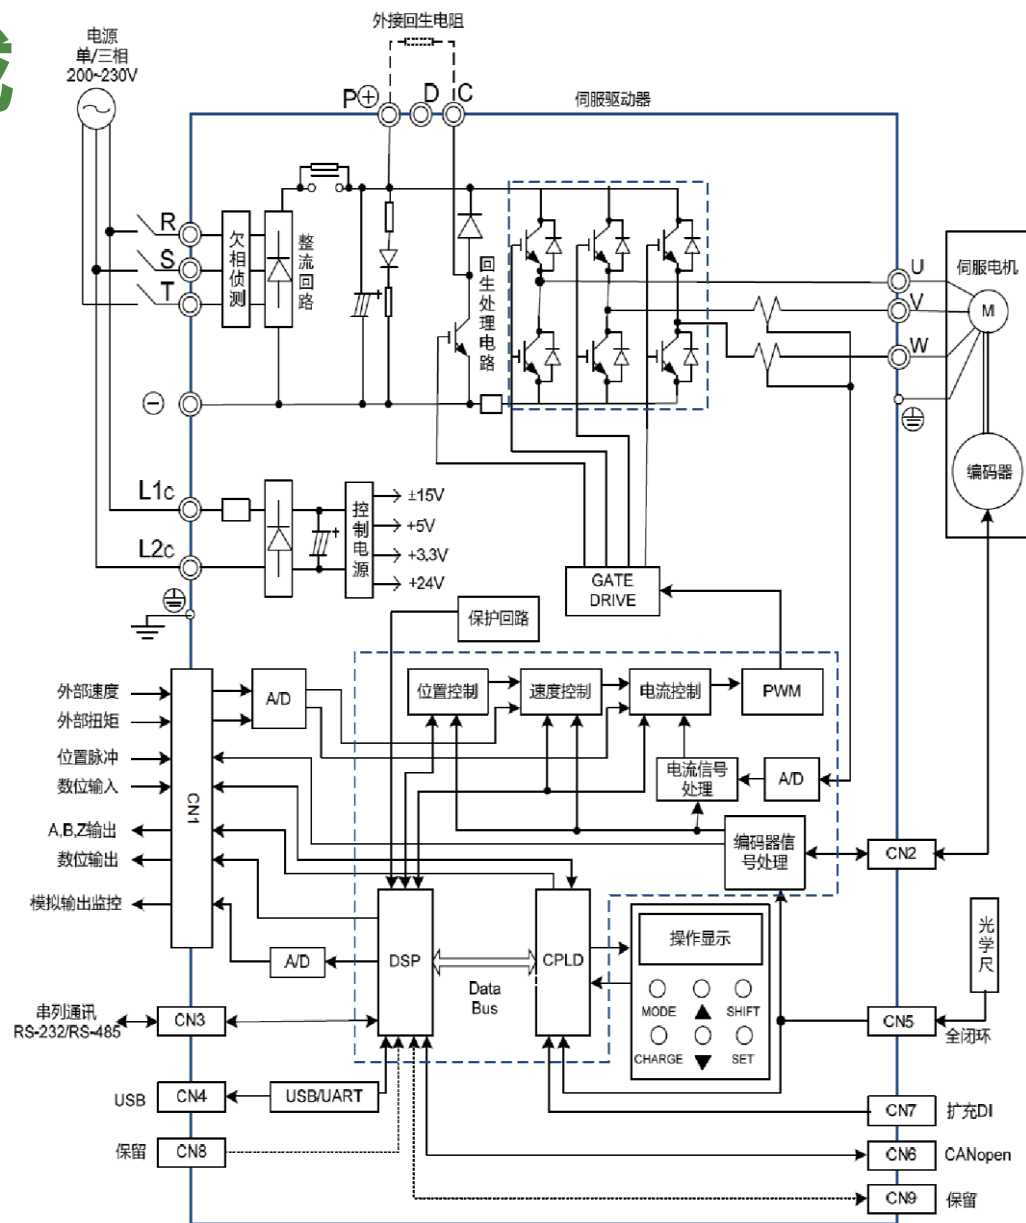 外接回生电阻
电源
单/三相
200~230V
P⊕
D
C
伺服驱动器
R
S
T
欠相侦测
整流回路
回生处理电路
U
V
W
伺服电机
M
编码器
⊖
+
L1c
L2c
+
控制电源
±15V
+5V
+3.3V
+24V
GATE
DRIVE
保护回路
外部速度
外部扭矩
位置脉冲
数位输入
A,B,Z输出
数位输出
模拟输出监控
CN1
A/D
位置控制
速度控制
电流控制
PWM
电流信号
处理
A/D
编码器信
号处理
CN2
A/D
DSP
Data
Bus
CPLD
操作显示
MODE
▲
SHIFT
CHARGE
▼
SET
光学尺
串列通讯
RS-232/RS-485
CN3
CN5
全闭环
USB
CN4
USB/UART
CN7
扩充DI
保留
CN8
CN6
CANopen
CN9
保留